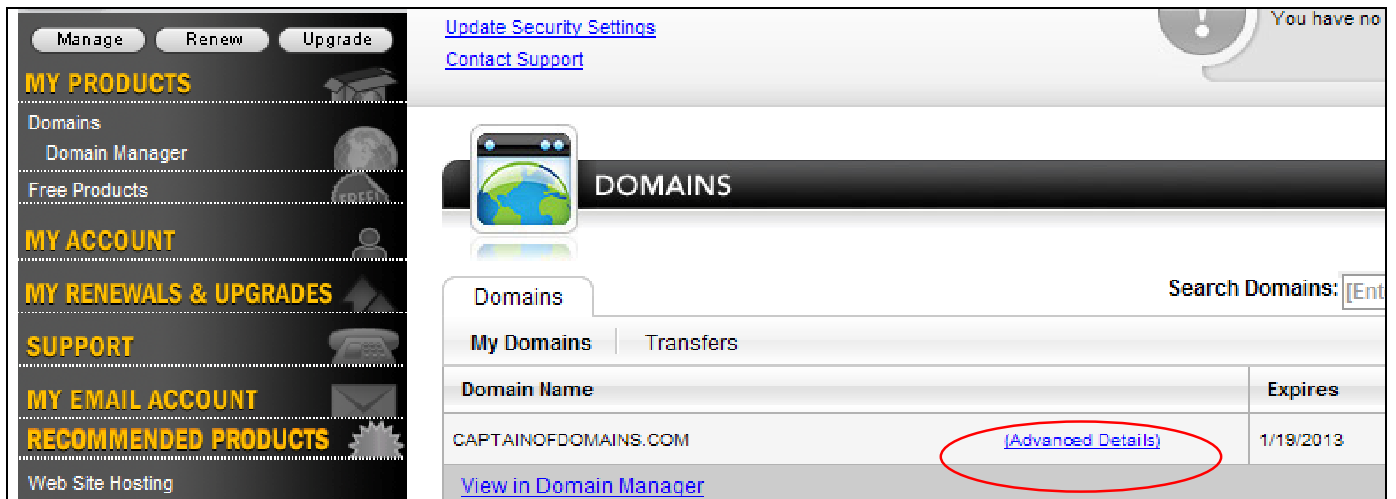 Manage Renew Upgrade
MY PRODUCTS
Domains
Domain Manager
Free Products
FREE!
MY ACCOUNT
MY RENEWALS & UPGRADES
SUPPORT
MY EMAIL ACCOUNT
RECOMMENDED PRODUCTS
Web Site Hosting
Update Security Settings
Contact Support
You have no
DOMAINS
Domains
Search Domains: [Ent
My Domains Transfers
Domain Name Expires
CAPTAINOFDOMAINS.COM (Advanced Details) 1/19/2013
View in Domain Manager